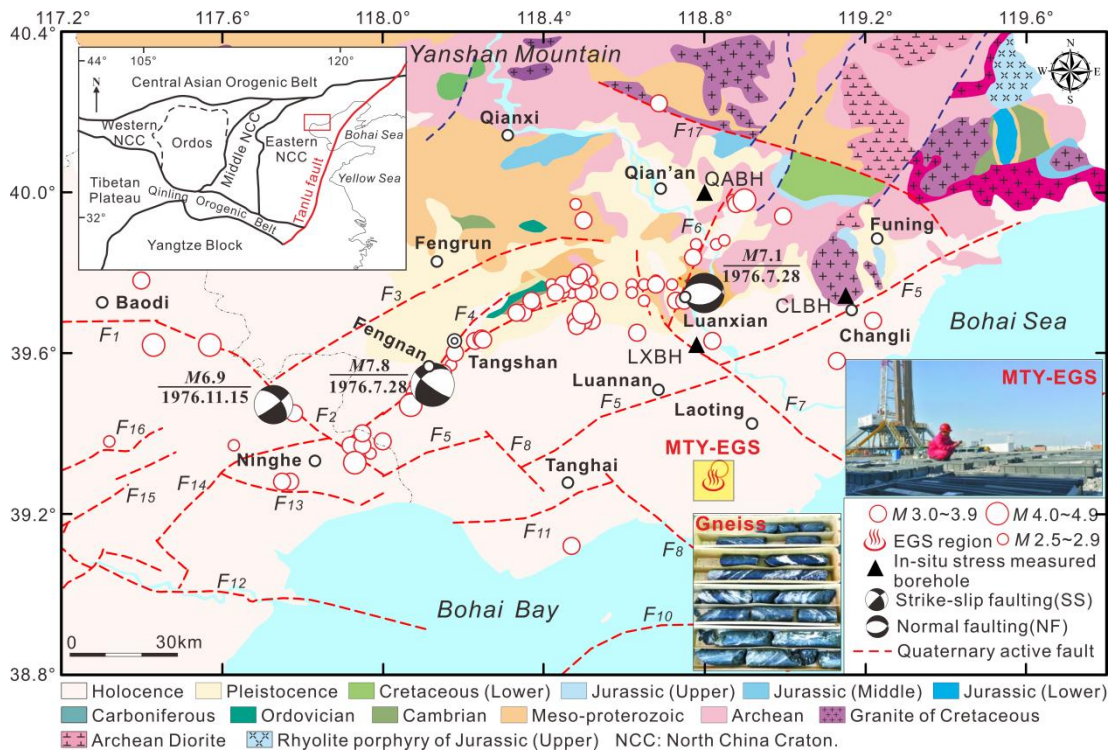 117.2
117.6
118.0
118.4
118.8
119.2
119.6
40.4
40.0
39.6
39.2
38.8
Yanshan Mountain
44°
105
120
N
Central Asian Orogenic Belt
Western
NCC
Ordos
Middle NCC
Eastern
NCC
Bohai Sea
Yellow Sea
Tanlu fault
Tibetan
Plateau
Qinling Orogenic Belt
32°
Yangtze Block
N
W
E
S
Qianxi
F17
Qian'an
QABH
Fengrun
F6
Funing
M7.1
1976.7.28
F3
Baodi
F1
F4
Fengnan
Tangshan
Luanxian
CLBH
F5
Changli
Bohai Sea
LXBH
M7.8
1976.7.28
M6.9
1976.11.15
Luannan
F5
F7
Laoting
MTY-EGS
F2
F16
Ninghe
F5
F8
Tanghai
MTY-EGS
F15
F14
F13
F11
F8
Gneiss
F12
Bohai Bay
F10
0 30km
M 3.0~3.9 M 4.0~4.9
EGS region M 2.5~2.9
In-situ stress measured
borehole
Strike-slip faulting(SS)
Normal faulting(NF)
Quaternary active fault
Holocence Pleistocence Cretaceous (Lower) Jurassic (Upper) Jurassic (Middle) Jurassic (Lower)
Carboniferous Ordovician Cambrian Meso-proterozoic Archean Granite of Cretaceous
Archean Diorite Rhyolite porphyry of Jurassic (Upper) NCC: North China Craton.